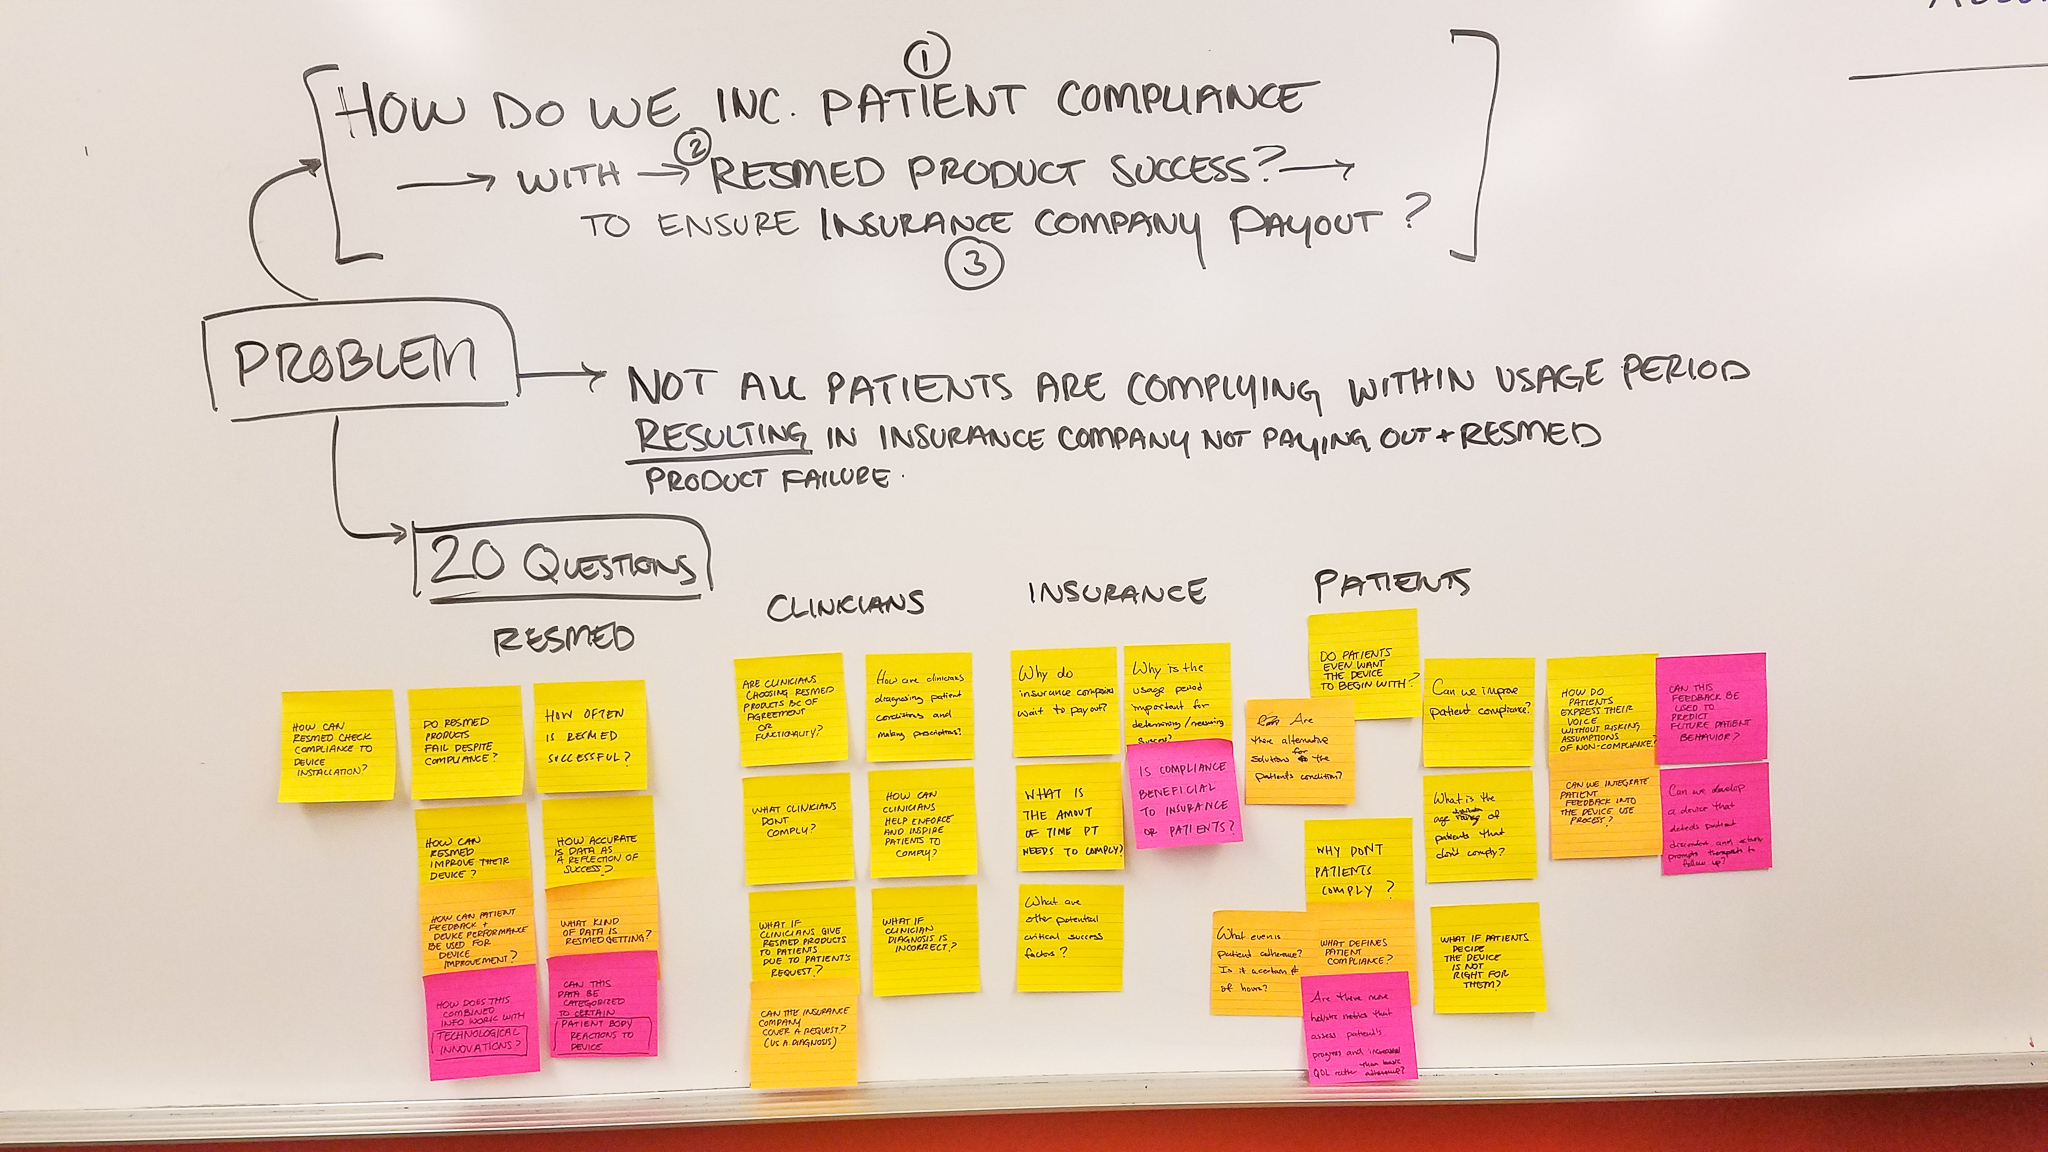 ①
HOW DO WE INC. PATIENT COMPLIANCE
→ WITH → ② RESMED PRODUCT SUCCESS? →
TO ENSURE INSURANCE COMPANY PAYOUT?
③
PROBLEM
→ NOT ALL PATIENTS ARE COMPLYING WITHIN USAGE PERIOD
RESULTING IN INSURANCE COMPANY NOT PAYING OUT + RESMED
PRODUCT FAILURE.
20 QUESTIONS
RESMED
HOW CAN
RESMED CHECK
COMPLIANCE TO
DEVICE
INSTALLATION?
DO RESMED
PRODUCTS
FAIL DESPITE
COMPLIANCE?
HOW OFTEN
IS RESMED
SUCCESSFUL?
HOW CAN
RESMED
IMPROVE THEIR
DEVICE?
HOW ACCURATE
IS DATA AS
A REFLECTION OF
SUCCESS?
HOW CAN PATIENT
FEEDBACK +
DEVICE PERFORMANCE
BE USED FOR
DEVICE
IMPROVEMENT?
WHAT KIND
OF DATA IS
RESMED GETTING?
HOW DOES THIS
COMBINED
INFO WORK WITH
TECHNOLOGICAL
INNOVATIONS?
CAN THIS
DATA BE
CATEGORIZED
TO CERTAIN
PATIENT BODY
REACTIONS TO
DEVICE
CLINICIANS
ARE CLINICIANS
CHOOSING RESMED
PRODUCTS BC OF
AGREEMENT
OR
FUNCTIONALITY?
How are clinicians
diagnosing patient
conditions and
making prescriptions?
WHAT CLINICIANS
DONT
COMPLY?
HOW CAN
CLINICIANS
HELP ENFORCE
AND INSPIRE
PATIENTS TO
COMPLY?
WHAT IF
CLINICIANS GIVE
RESMED PRODUCTS
TO PATIENTS
DUE TO PATIENT'S
REQUEST?
WHAT IF
CLINICIAN
DIAGNOSIS IS
INCORRECT?
CAN THE INSURANCE
COMPANY
COVER A REQUEST?
(VS A DIAGNOSIS)
INSURANCE
Why do
insurance companies
wait to payout?
Why is the
usage period
important for
determining/measuring
success?
WHAT IS
THE AMOUT
OF TIME PT
NEEDS TO COMPLY?
IS COMPLIANCE
BENEFICIAL
TO INSURANCE
OR PATIENTS?
What are
other potential
critical success
factors?
PATIENTS
DO PATIENTS
EVEN WANT
THE DEVICE
TO BEGIN WITH?
Are
there alternative
solution for the
patients condition?
Can we improve
patient compliance?
HOW DO
PATIENTS
EXPRESS THEIR
VOICE
WITHOUT RISKING
ASSUMPTIONS
OF NON-COMPLIANCE?
CAN THIS
FEEDBACK BE
USED TO
PREDICT
FUTURE PATIENT
BEHAVIOR?
WHY DON'T
PATIENTS
COMPLY?
What is the
age of
patients that
don't comply?
CAN WE INTEGRATE
PATIENT
FEEDBACK INTO
THE DEVICE USE
PROCESS?
Can we develop
a device that
detects patient
discomfort and
prompts therapists to
follow up?
What even is
patient adherence?
Is it a certain #
of hours?
WHAT DEFINES
PATIENT
COMPLIANCE?
WHAT IF PATIENTS
DECIDE
THE DEVICE
IS NOT
RIGHT FOR
THEM?
Are there more
holistic metrics that
assess patient's
progress and increased
QOL rather than basic
adherence?